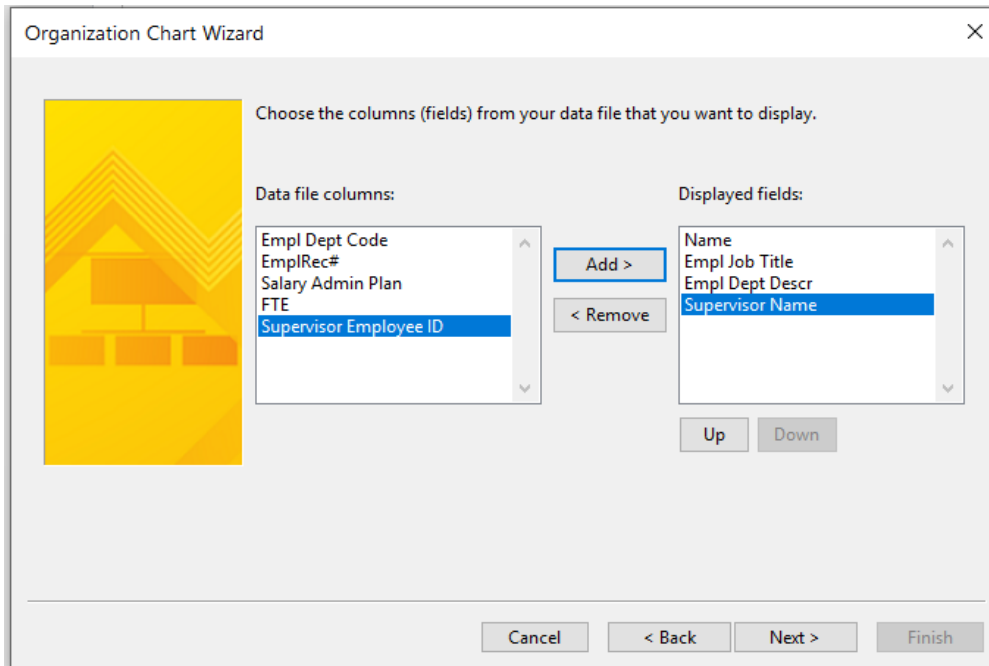 Organization Chart Wizard
Choose the columns (fields) from your data file that you want to display.
Data file columns:
Empl Dept Code
EmplRec#
Salary Admin Plan
FTE
Supervisor Employee ID
Add >
< Remove
Displayed fields:
Name
Empl Job Title
Empl Dept Descr
Supervisor Name
Up
Down
Cancel
< Back
Next >
Finish